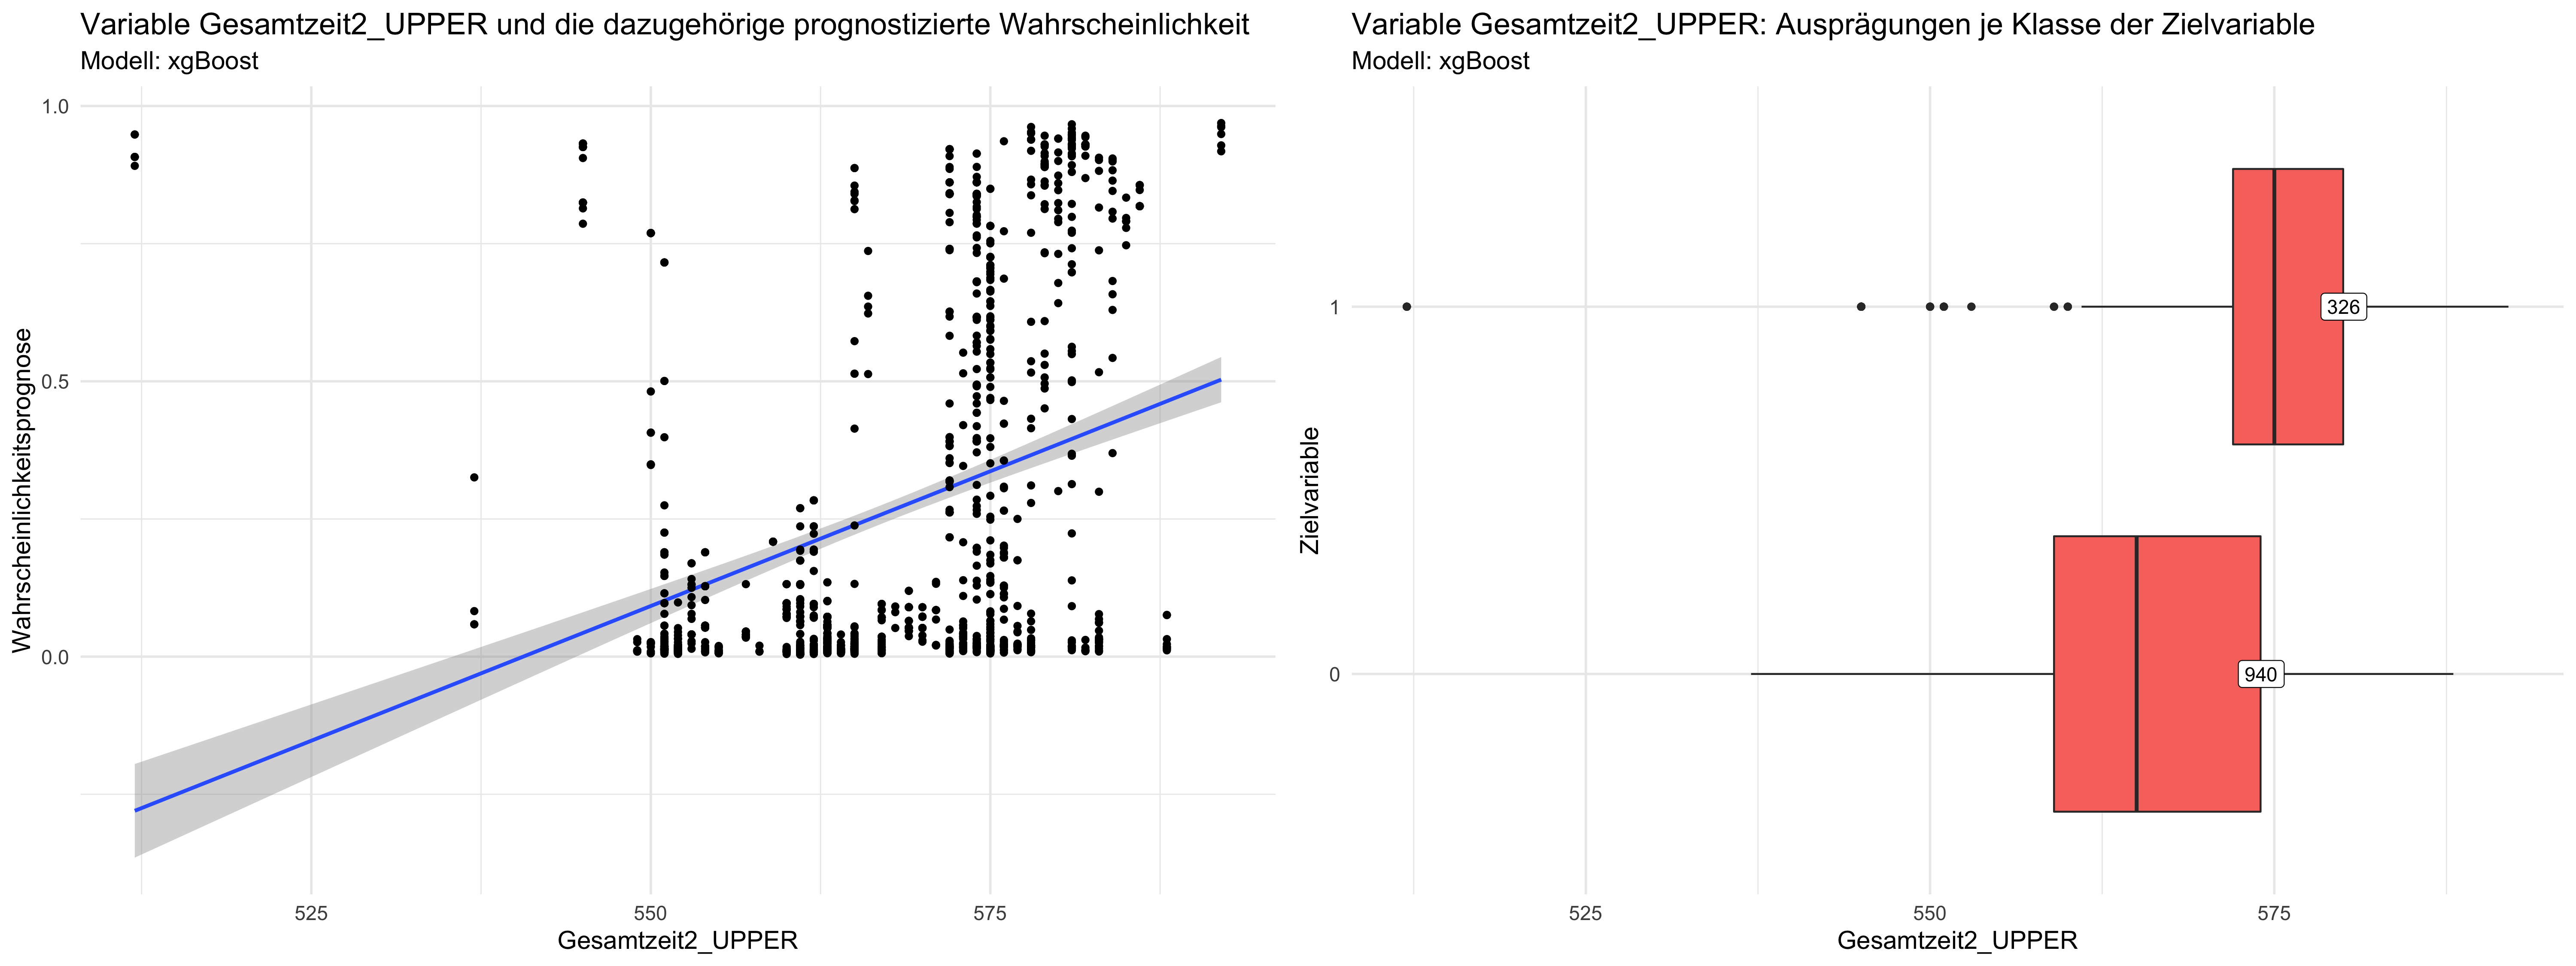 Variable Gesamtzeit2_UPPER und die dazugehörige prognostizierte Wahrscheinlichkeit
Modell: xgBoost
1.0
0.5
0.0
Wahrscheinlichkeitsprognose
525
550
575
Gesamtzeit2_UPPER
Variable Gesamtzeit2_UPPER: Ausprägungen je Klasse der Zielvariable
Modell: xgBoost
1
326
0
940
Zielvariable
525
550
575
Gesamtzeit2_UPPER